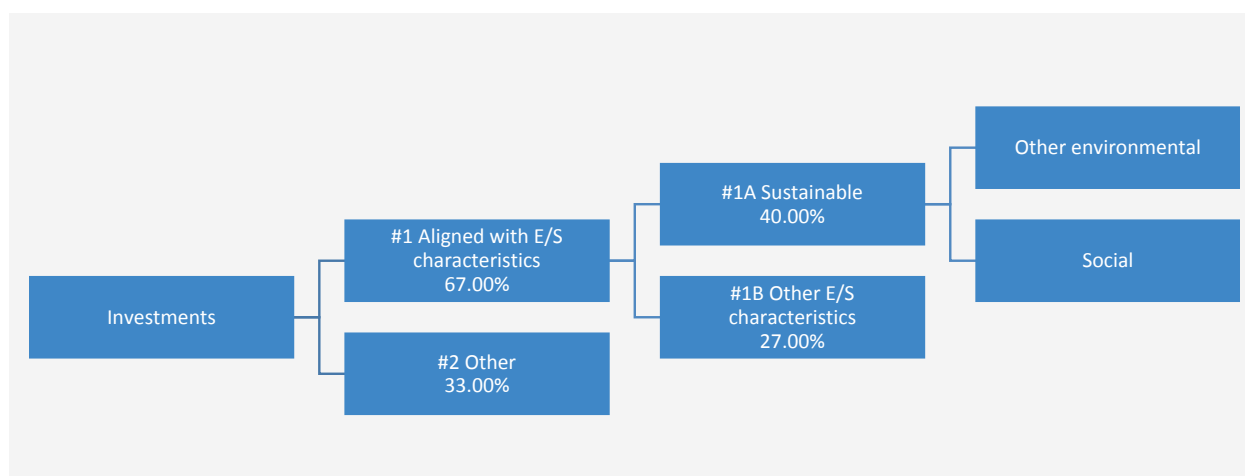 Investments
#1 Aligned with E/S
characteristics
67.00%
#2 Other
33.00%
#1A Sustainable
40.00%
#1B Other E/S
characteristics
27.00%
Other environmental
Social